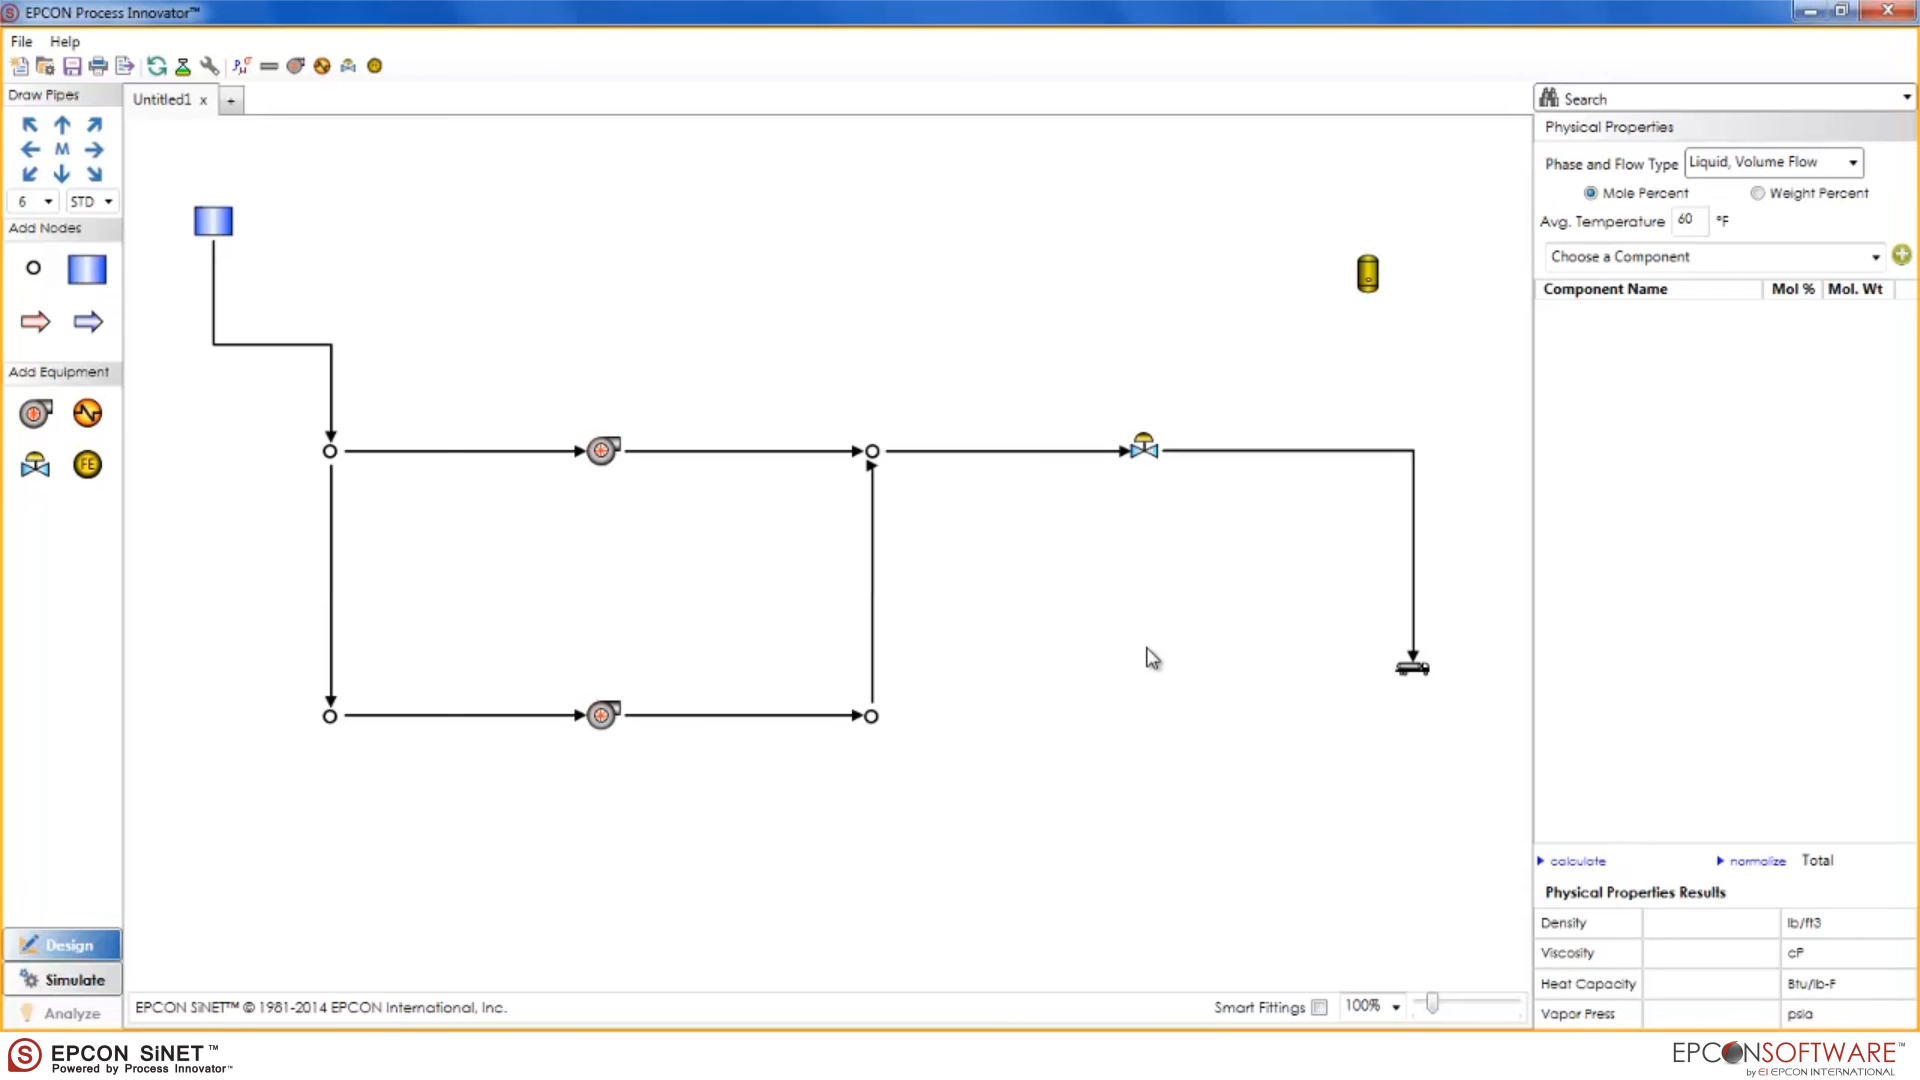 EPCON Process Innovator™
File Help
Draw Pipes
M
6 STD
Add Nodes
Add Equipment
FE
Design
Simulate
Analyze
Untitled1 x +
EPCON SiNET™ © 1981-2014 EPCON International, Inc.
Smart Fittings 100%
Search
Physical Properties
Phase and Flow Type Liquid, Volume Flow
Mole Percent Weight Percent
Avg. Temperature 60 °F
Choose a Component
Component Name Mol % Mol. Wt
calculate normalize Total
Physical Properties Results
Density lb/ft3
Viscosity cP
Heat Capacity Btu/lb-F
Vapor Press psia
EPCON SiNET™
Powered by Process Innovator™
EPCONSOFTWARE™
by EI EPCON INTERNATIONAL